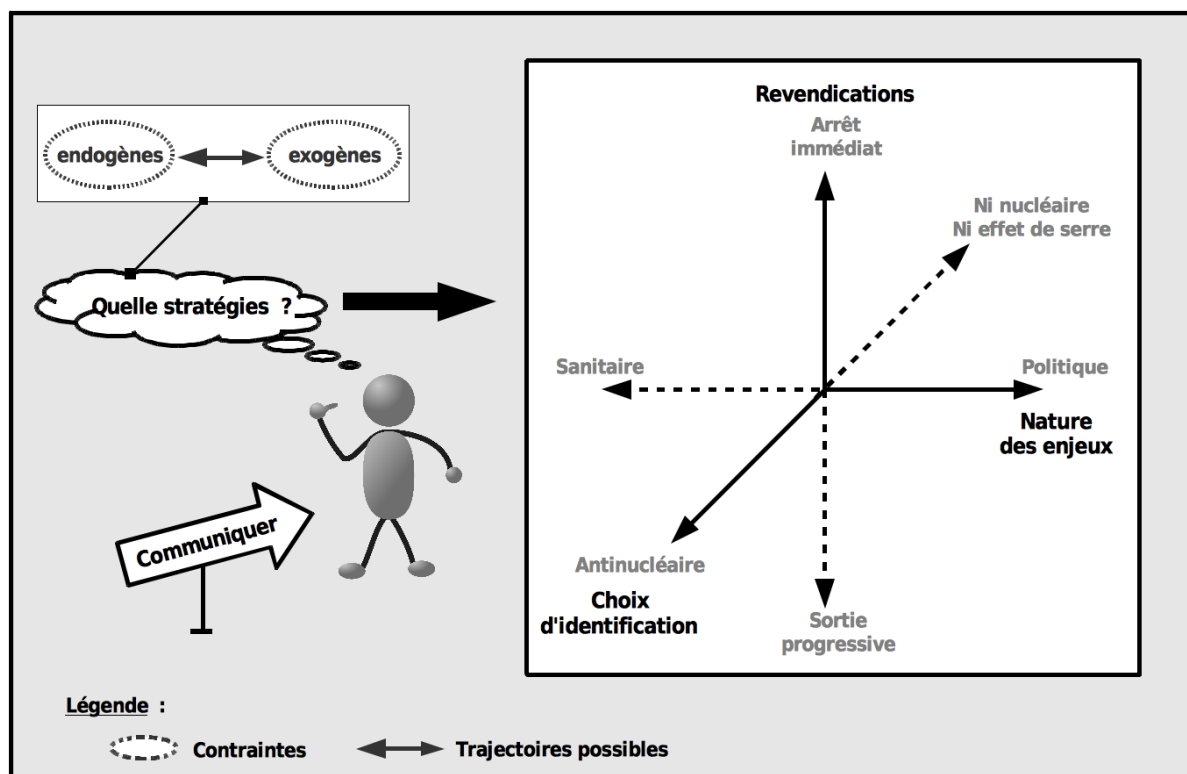 endogènes
exogènes
Quelle stratégies ?
Communiquer
Revendications
Arrêt
immédiat
Ni nucléaire
Ni effet de serre
Sanitaire
Politique
Nature
des enjeux
Antinucléaire
Choix
d'identification
Sortie
progressive
Légende :
Contraintes
Trajectoires possibles